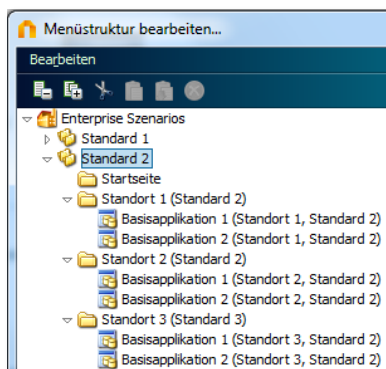 Menüstruktur bearbeiten...
Bearbeiten
Enterprise Szenarios
Standard 1
Standard 2
Startseite
Standort 1 (Standard 2)
Basisapplikation 1 (Standort 1, Standard 2)
Basisapplikation 2 (Standort 1, Standard 2)
Standort 2 (Standard 2)
Basisapplikation 1 (Standort 2, Standard 2)
Basisapplikation 2 (Standort 2, Standard 2)
Standort 3 (Standard 3)
Basisapplikation 1 (Standort 3, Standard 2)
Basisapplikation 2 (Standort 3, Standard 2)